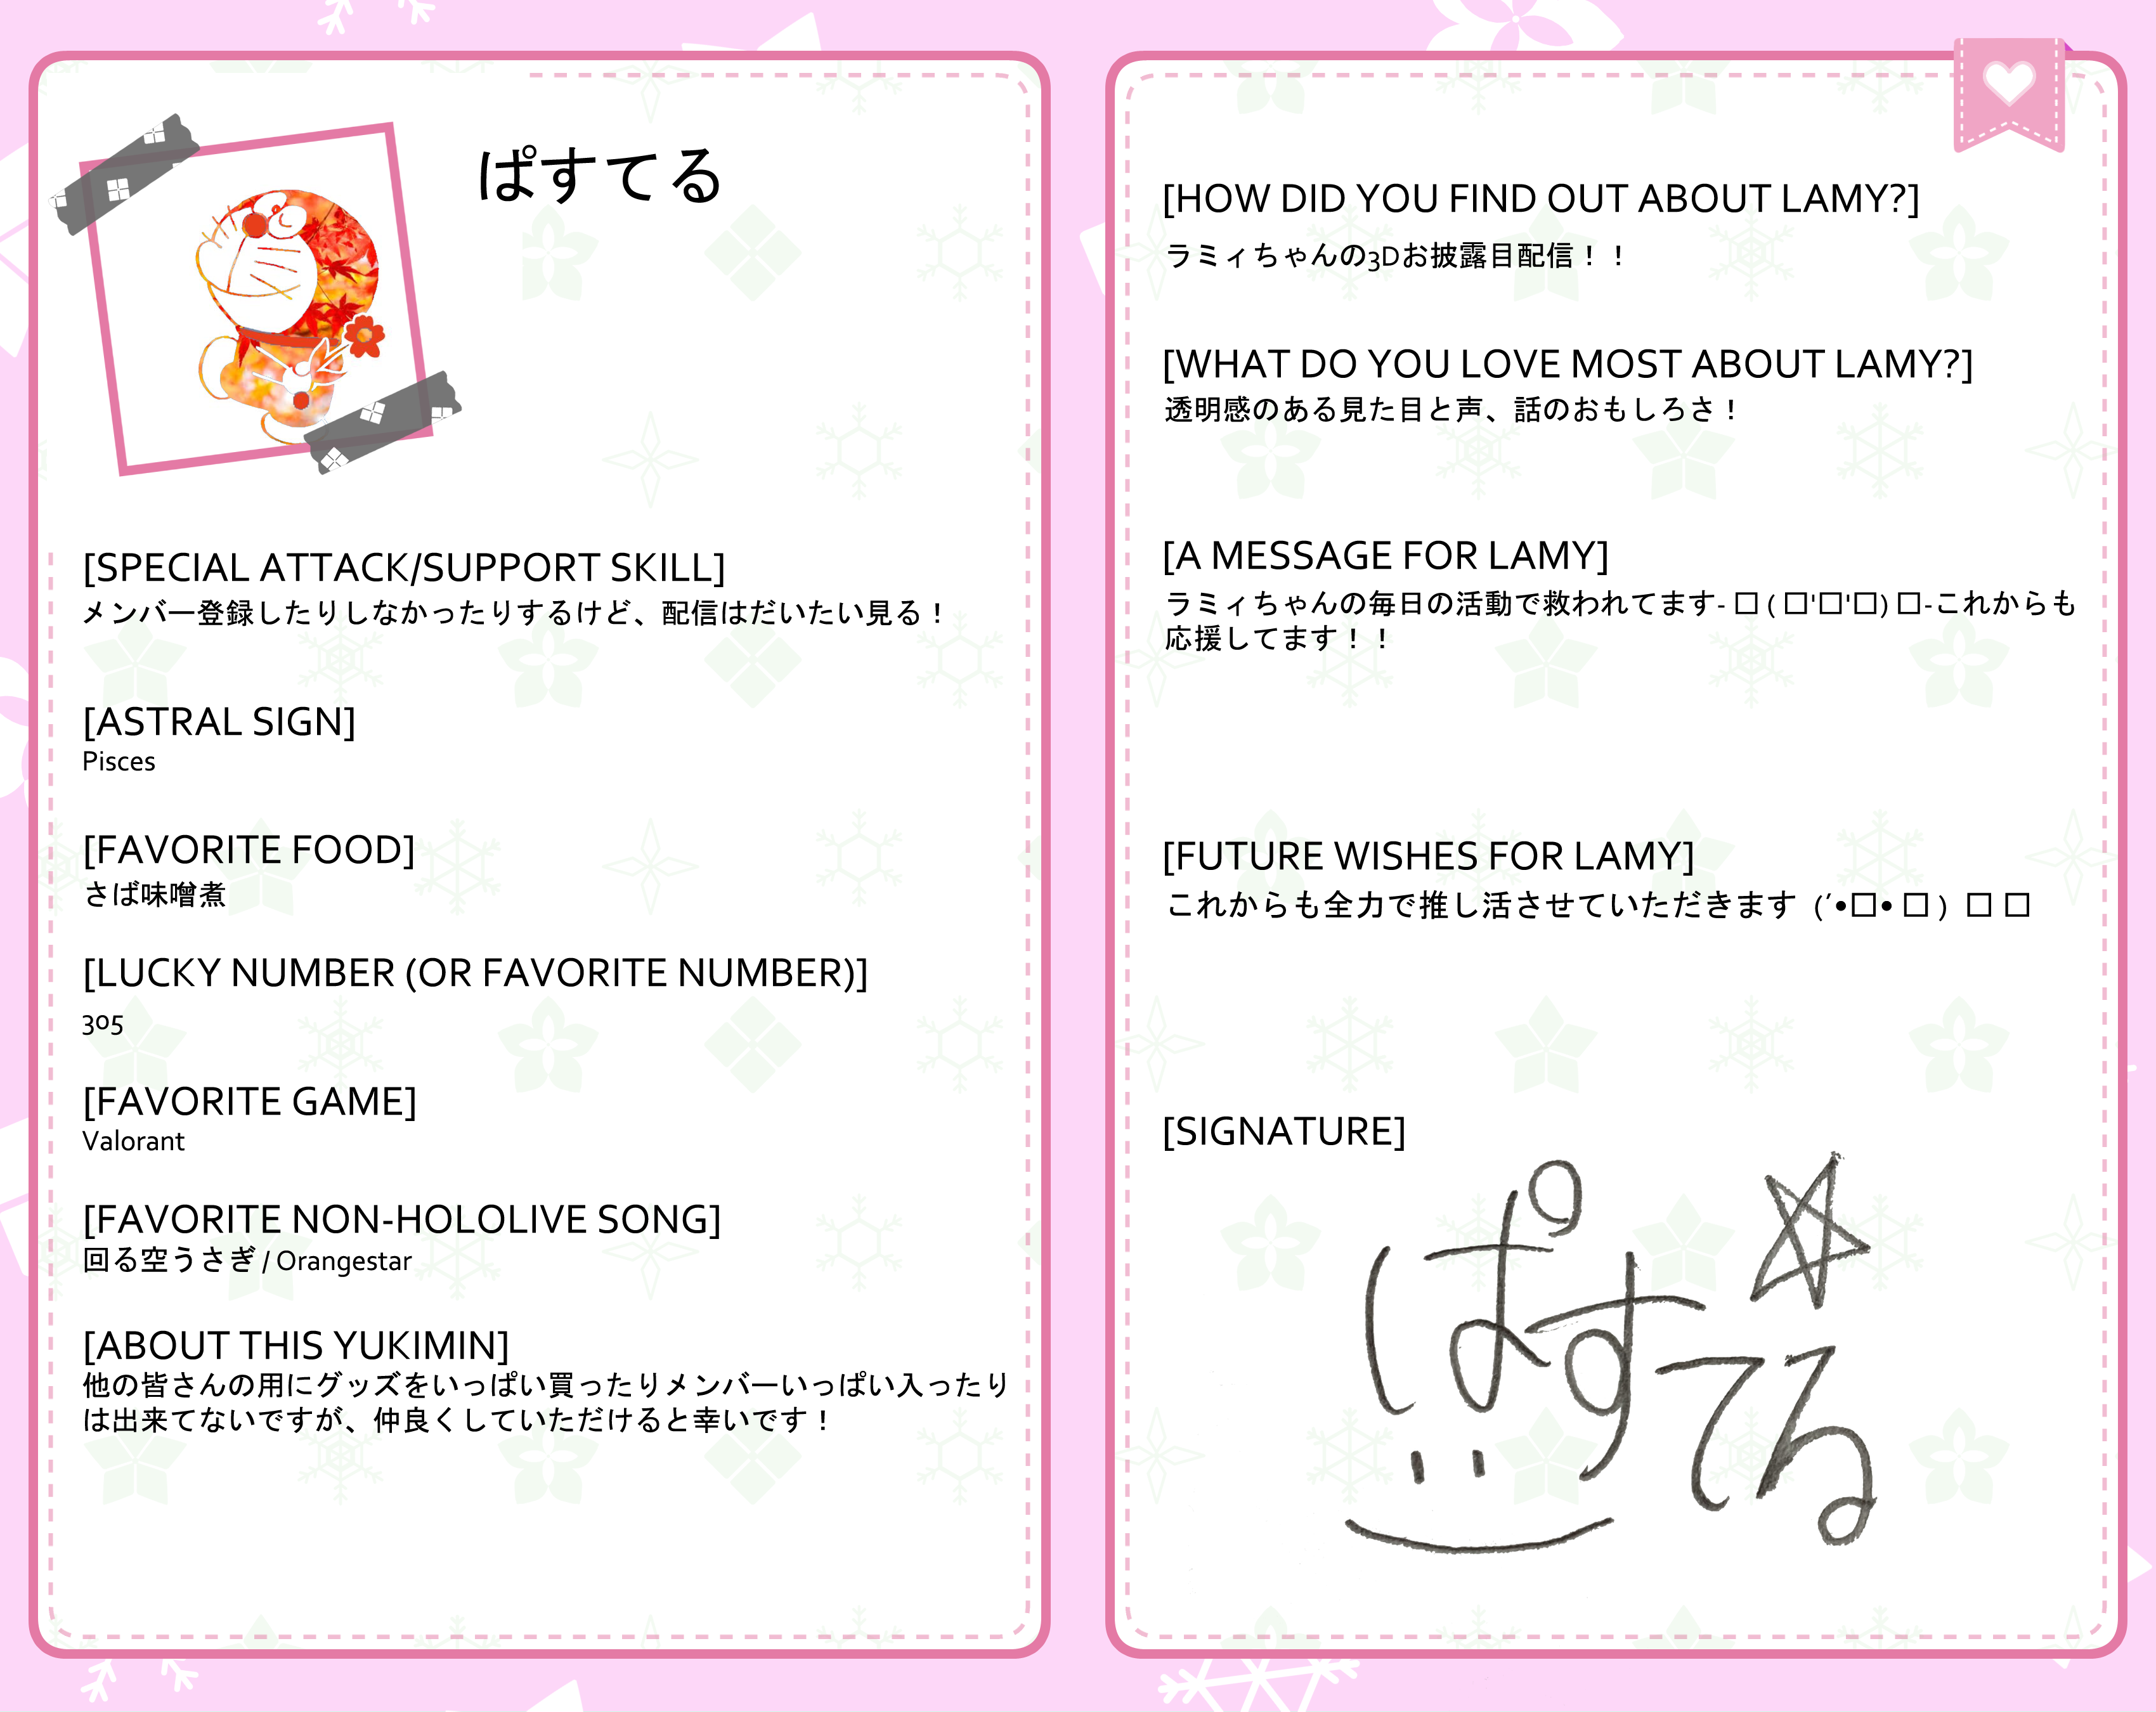 ぱすてる
[SPECIAL ATTACK/SUPPORT SKILL]
メンバー登録したりしなかったりするけど、配信はだいたい見る！
[ASTRAL SIGN]
Pisces
[FAVORITE FOOD]
さば味噌煮
[LUCKY NUMBER (OR FAVORITE NUMBER)]
305
[FAVORITE GAME]
Valorant
[FAVORITE NON-HOLOLIVE SONG]
回る空うさぎ / Orangestar
[ABOUT THIS YUKIMIN]
他の皆さんの用にグッズをいっぱい買ったりメンバーいっぱい入ったり
は出来てないですが、仲良くしていただけると幸いです！
[HOW DID YOU FIND OUT ABOUT LAMY?]
ラミィちゃんの3Dお披露目配信！！
[WHAT DO YOU LOVE MOST ABOUT LAMY?]
透明感のある見た目と声、話のおもしろさ！
[A MESSAGE FOR LAMY]
ラミィちゃんの毎日の活動で救われてます- □ ( □'□'□) □-これからも
応援してます！！
[FUTURE WISHES FOR LAMY]
これからも全力で推し活させていただきます（´•□• □ ）□ □
[SIGNATURE]
ぱすてる